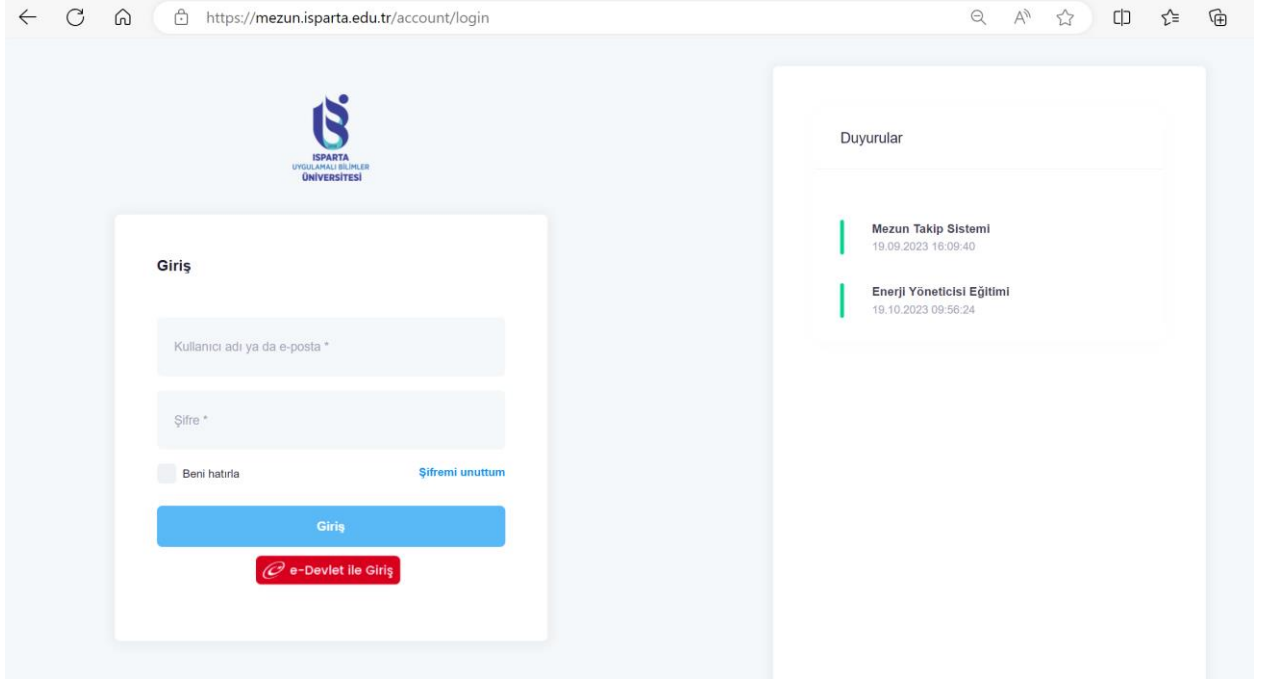 https://mezun.isparta.edu.tr/account/login
ISPARTA
UYGULAMALI BİLİMLER
ÜNİVERSİTESİ
Giriş
Kullanıcı adı ya da e-posta *
Şifre *
Beni hatırla
Şifremi unuttum
Giriş
e-Devlet ile Giriş
Duyurular
Mezun Takip Sistemi
19.09.2023 16:09:40
Enerji Yöneticisi Eğitimi
19.10.2023 09:56:24